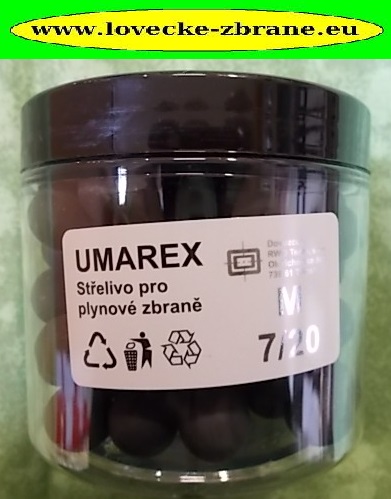 www.lovecke-zbrane.eu
UMAREX
Střelivo pro
plynové zbraně
M
7/20